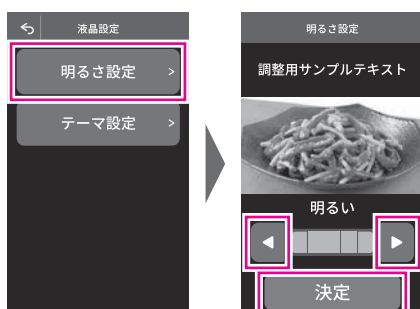 液晶設定
明るさ設定 >
テーマ設定 >
明るさ設定
調整用サンプルテキスト
明るい
決定